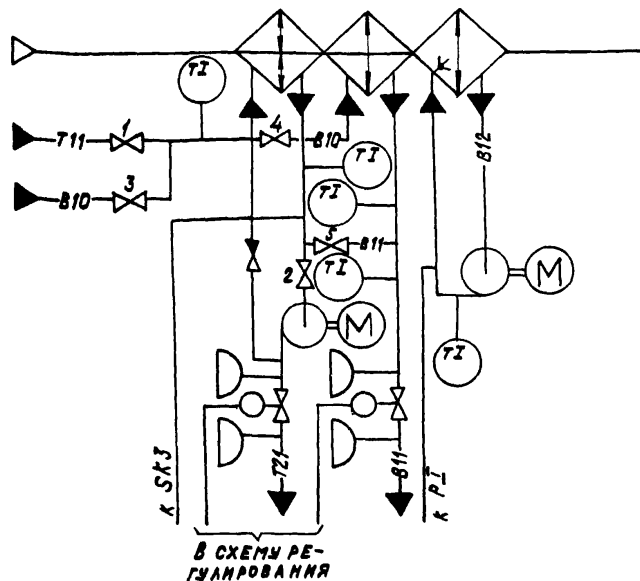 TI
T11 1 4 B10
B10 3
B12
K
TI
TI
5 B11
TI
2
M
M
TI
T21
B11
к SK3
к PI
В СХЕМУ РЕ-
ГУЛИРОВАНИЯ